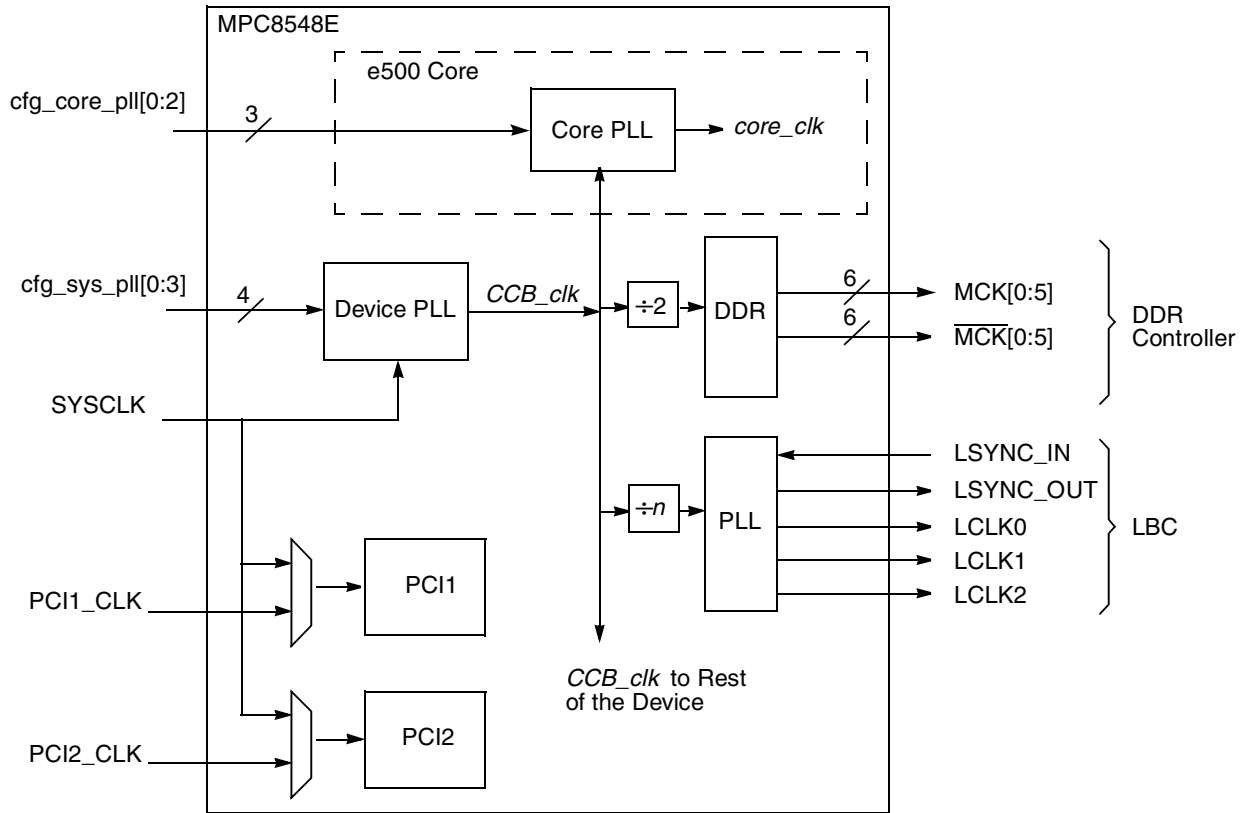 MPC8548E
e500 Core
cfg_core_pll[0:2]
3
Core PLL
core_clk
cfg_sys_pll[0:3]
4
Device PLL
CCB_clk
÷2
DDR
6
MCK[0:5]
6
M̅C̅K̅[0:5]
DDR
Controller
SYSCLK
÷n
PLL
LSYNC_IN
LSYNC_OUT
LCLK0
LCLK1
LCLK2
LBC
PCI1_CLK
PCI1
CCB_clk to Rest
of the Device
PCI2_CLK
PCI2